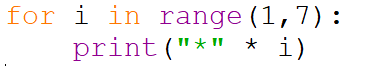 for i in range(1,7):
    print("*" * i)